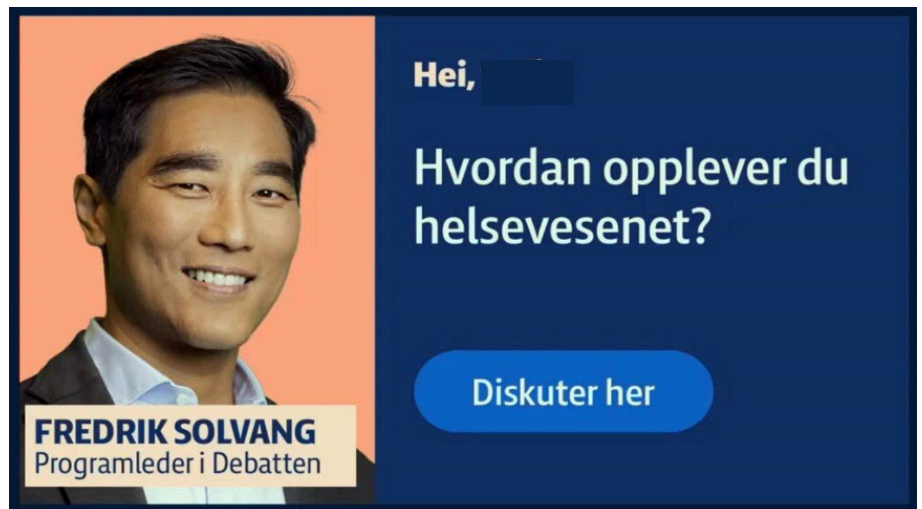 Hei,
Hvordan opplever du
helsevesenet?
Diskuter her
FREDRIK SOLVANG
Programleder i Debatten